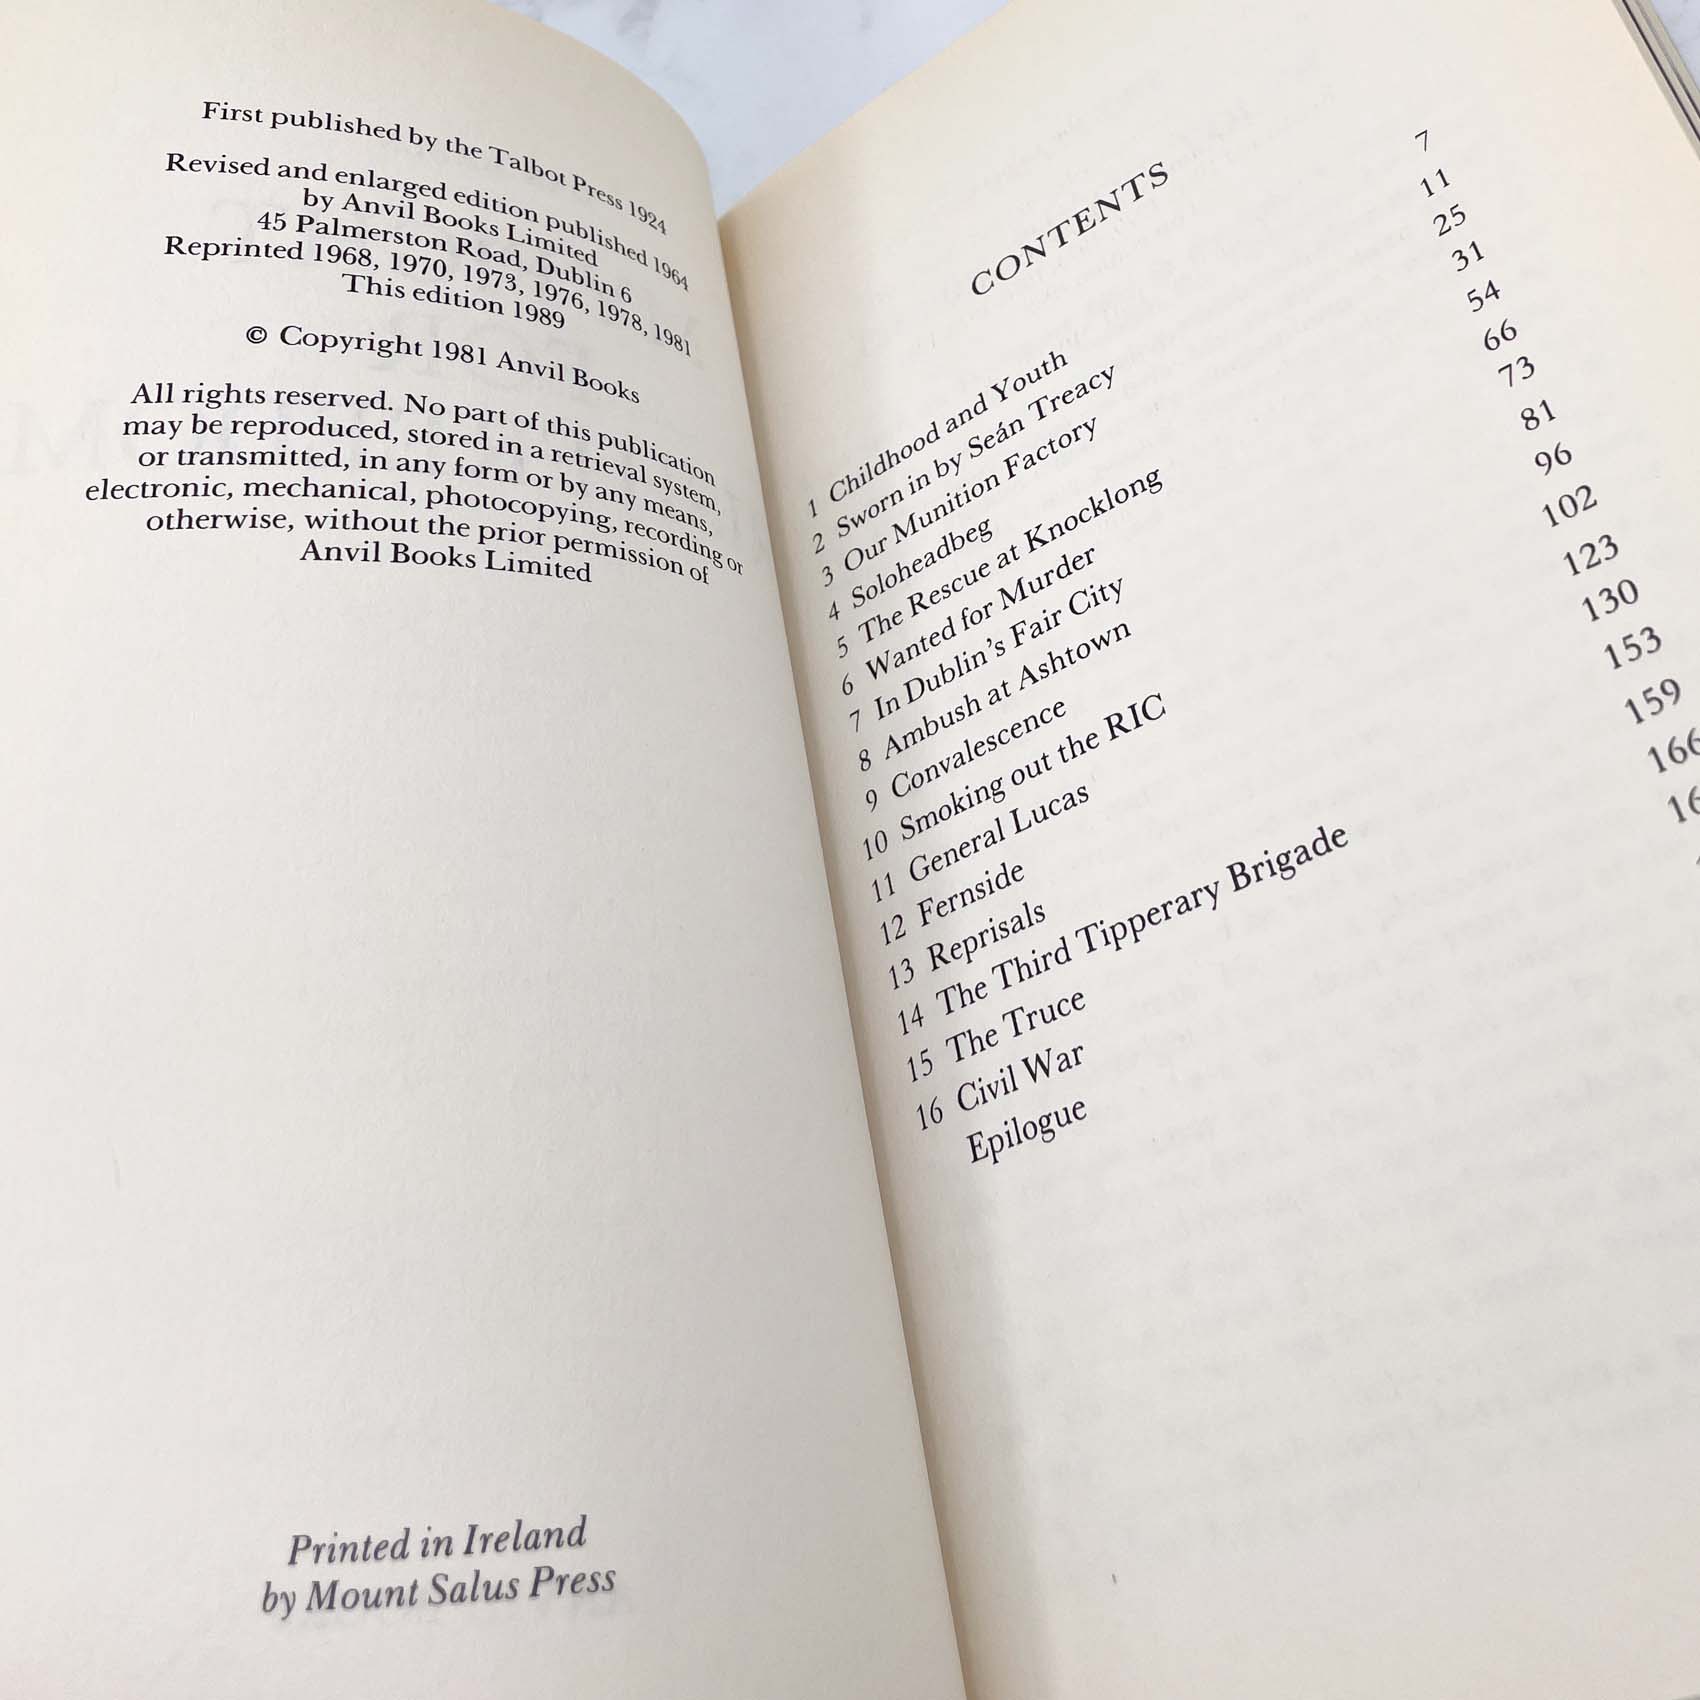 First published by the Talbot Press 1924
Revised and enlarged edition published 1964
by Anvil Books Limited
45 Palmerston Road, Dublin 6
Reprinted 1968, 1970, 1973, 1976, 1978, 1981
This edition 1989
© Copyright 1981 Anvil Books
All rights reserved. No part of this publication
may be reproduced, stored in a retrieval system,
or transmitted, in any form or by any means,
electronic, mechanical, photocopying, recording or
otherwise, without the prior permission of
Anvil Books Limited
Printed in Ireland
by Mount Salus Press
CONTENTS
1 Childhood and Youth 7
2 Sworn in by Seán Treacy 11
3 Our Munition Factory 25
4 Soloheadbeg 31
5 The Rescue at Knocklong 54
6 Wanted for Murder 66
7 In Dublin's Fair City 73
8 Ambush at Ashtown 81
9 Convalescence 96
10 Smoking out the RIC 102
11 General Lucas 123
12 Fernside 130
13 Reprisals 153
14 The Third Tipperary Brigade 159
15 The Truce 166
16 Civil War
Epilogue